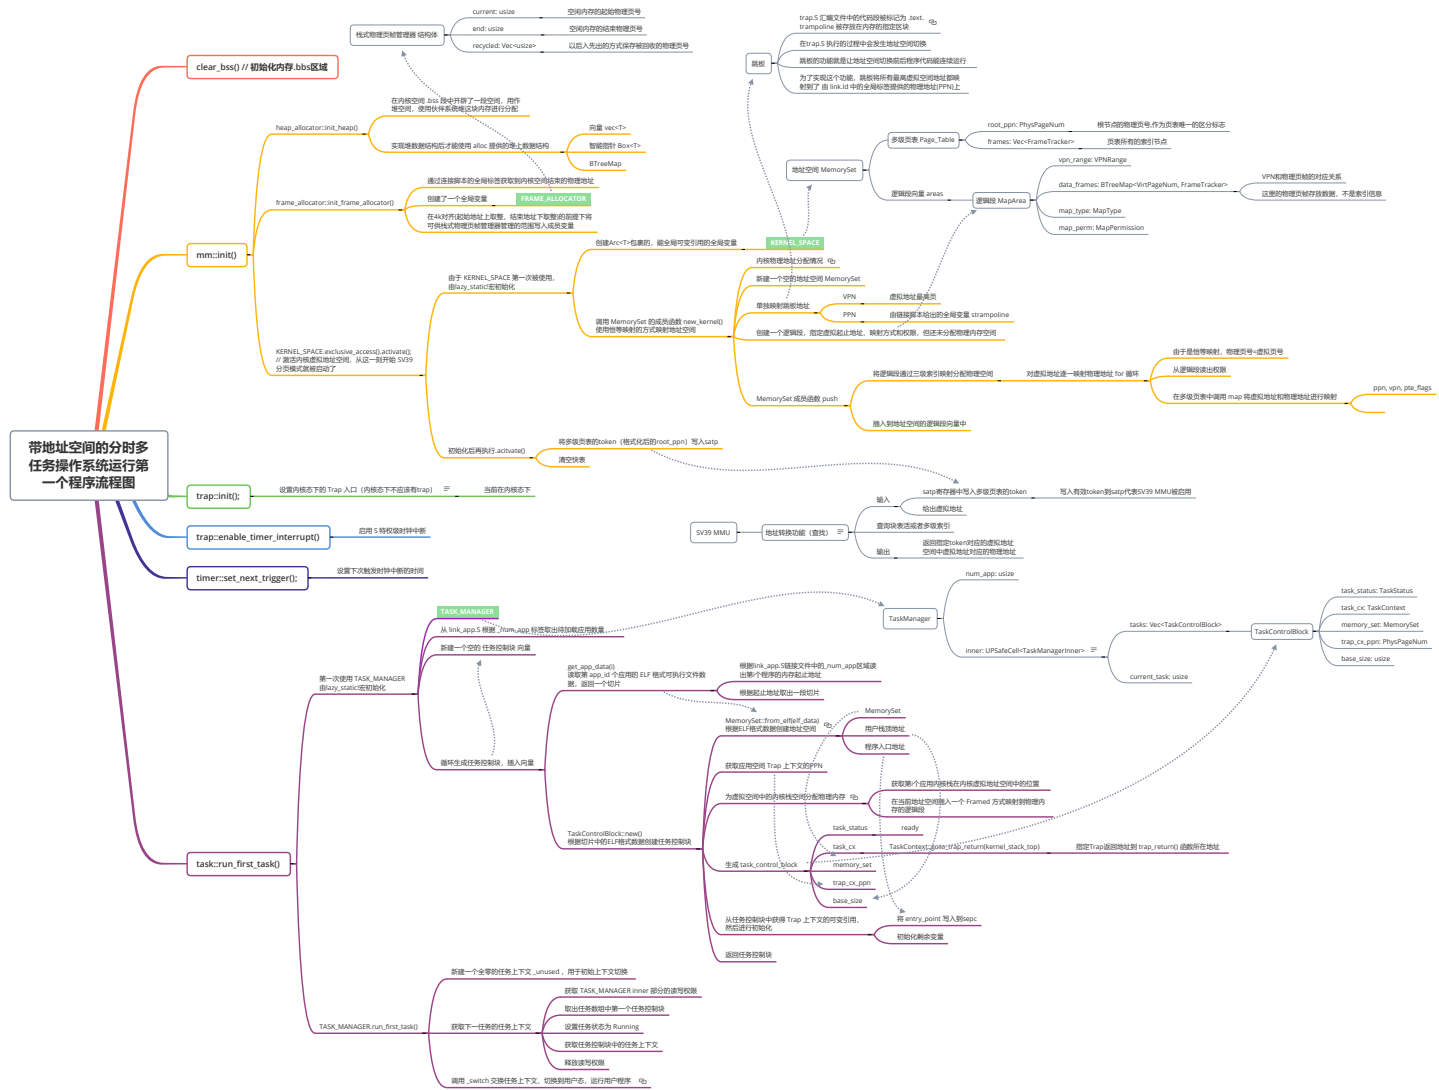 带地址空间的分时多
任务操作系统运行第
一个程序流程图
clear_bss() // 初始化内存.bbs区域
mm::init()
heap_allocator::init_heap()
在内核空间 .bss 段中开辟了一段空间，用作
堆空间，使用伙伴系统堆这块内存进行分配
实现堆数据结构后才能使用 alloc 提供的堆上数据结构
向量 vec<T>
智能指针 Box<T>
BTreeMap
frame_allocator::init_frame_allocator()
通过连接脚本的全局标签获取到内核空间结束的物理地址
创建了一个全局变量
FRAME_ALLOCATOR
在4k对齐(起始地址上取整，结束地址下取整)的前提下将
可供栈式物理页帧管理器管理的范围写入成员变量
KERNEL_SPACE.exclusive_access().activate();
// 激活内核虚拟地址空间，从这一刻开始 SV39
分页模式就被启动了
由于 KERNEL_SPACE 第一次被使用，
由lazy_static!宏初始化
创建Arc<T>包裹的，能全局可变引用的全局变量
KERNEL_SPACE
调用 MemorySet 的成员函数 new_kernel()
使用恒等映射的方式映射地址空间
内核物理地址分配情况
新建一个空的地址空间 MemorySet
单独映射跳板地址
VPN
虚拟地址最高页
PPN
由链接脚本给出的全局变量 strampoline
创建一个逻辑段，指定虚拟起止地址、映射方式和权限，但还未分配物理内存空间
MemorySet 成员函数 push
将逻辑段通过三级索引映射分配物理空间
对虚拟地址逐一映射物理地址 for 循环
由于是恒等映射，物理页号=虚拟页号
从逻辑段读出权限
在多级页表中调用 map 将虚拟地址和物理地址进行映射
ppn, vpn, pte_flags
插入到地址空间的逻辑段向量中
初始化后再执行.acitvate()
将多级页表的token（格式化后的root_ppn）写入satp
清空快表
trap::init();
设置内核态下的 Trap 入口（内核态下不应该有trap）
当前在内核态下
trap::enable_timer_interrupt()
启用 S 特权级时钟中断
timer::set_next_trigger();
设置下次触发时钟中断的时间
task::run_first_task()
第一次使用 TASK_MANAGER
由lazy_static!宏初始化
TASK_MANAGER
从 link_app.S 根据 _num_app 标签取出待加载应用数量
新建一个空的 任务控制块 向量
循环生成任务控制块，插入向量
get_app_data(i)
读取第 app_id 个应用的 ELF 格式可执行文件数
据，返回一个切片
根据link_app.S链接文件中的_num_app区域读
出第i个程序的内存起止地址
根据起止地址取出一段切片
TaskControlBlock::new()
根据切片中的ELF格式数据创建任务控制块
MemorySet::from_elf(elf_data)
根据ELF格式数据创建地址空间
MemorySet
用户栈顶地址
程序入口地址
获取应用空间 Trap 上下文的PPN
为虚拟空间中的内核栈空间分配物理内存
获取第i个应用内核栈在内核虚拟地址空间中的位置
在当前地址空间插入一个 Framed 方式映射到物理内
存的逻辑段
生成 task_control_block
task_status
ready
task_cx
TaskContext::goto_trap_return(kernel_stack_top)
指定Trap返回地址到 trap_return() 函数所在地址
memory_set
trap_cx_ppn
base_size
从任务控制块中获得 Trap 上下文的可变引用，
然后进行初始化
将 entry_point 写入到sepc
初始化剩余变量
返回任务控制块
TASK_MANAGER.run_first_task()
新建一个全零的任务上下文 _unused ，用于初始上下文切换
获取下一任务的任务上下文
获取 TASK_MANAGER inner 部分的读写权限
取出任务数组中第一个任务控制块
设置任务状态为 Running
获取任务控制块中的任务上下文
释放读写权限
调用 _switch 交换任务上下文，切换到用户态，运行用户程序
栈式物理页帧管理器 结构体
current: usize
空闲内存的起始物理页号
end: usize
空闲内存的结束物理页号
recycled: Vec<usize>
以后入先出的方式保存被回收的物理页号
跳板
trap.S 汇编文件中的代码段被标记为 .text.
trampoline 被存放在内存的指定区块
在trap.S 执行的过程中会发生地址空间切换
跳板的功能就是让地址空间切换前后程序代码能连续运行
为了实现这个功能，跳板将所有最高虚拟空间地址都映
射到了 由 link.ld 中的全局标签提供的物理地址(PPN)上
地址空间 MemorySet
多级页表 Page_Table
root_ppn: PhysPageNum
根节点的物理页号,作为页表唯一的区分标志
frames: Vec<FrameTracker>
页表所有的索引节点
逻辑段向量 areas
逻辑段 MapArea
vpn_range: VPNRange
data_frames: BTreeMap<VirtPageNum, FrameTracker>
VPN和物理页帧的对应关系
这里的物理页帧存放数据，不是索引信息
map_type: MapType
map_perm: MapPermission
SV39 MMU
地址转换功能（查找）
输入
satp寄存器中写入多级页表的token
写入有效token到satp代表SV39 MMU被启用
给出虚拟地址
查询块表活或者多级索引
输出
返回指定token对应的虚拟地址
空间中虚拟地址对应的物理地址
TaskManager
num_app: usize
inner: UPSafeCell<TaskManagerInner>
tasks: Vec<TaskControlBlock>
TaskControlBlock
task_status: TaskStatus
task_cx: TaskContext
memory_set: MemorySet
trap_cx_ppn: PhysPageNum
base_size: usize
current_task: usize